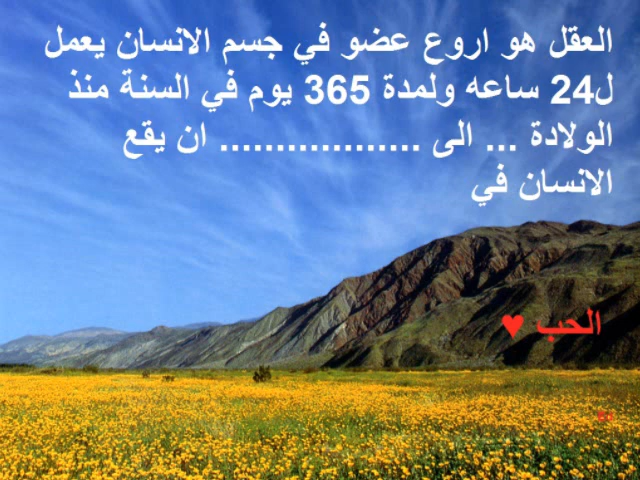 العقل هو اروع عضو في جسم الانسان يعمل
ل24 ساعه ولمدة 365 يوم في السنة منذ
الولادة ... الى .................. ان يقع
الانسان في
الحب ♥